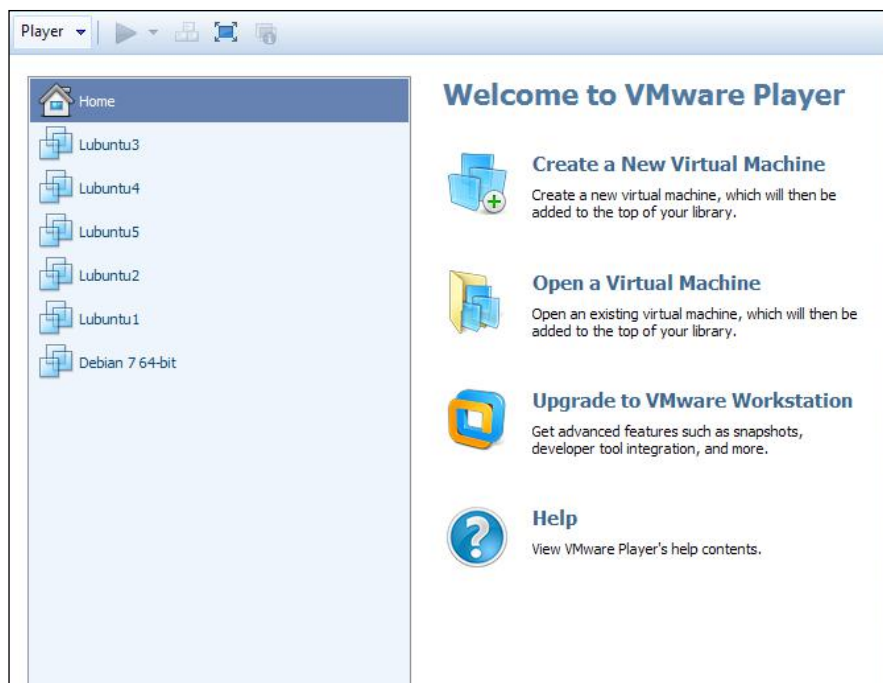 Player
Home
Lubuntu3
Lubuntu4
Lubuntu5
Lubuntu2
Lubuntu1
Debian 7 64-bit
Welcome to VMware Player
Create a New Virtual Machine
Create a new virtual machine, which will then be
added to the top of your library.
Open a Virtual Machine
Open an existing virtual machine, which will then be
added to the top of your library.
Upgrade to VMware Workstation
Get advanced features such as snapshots,
developer tool integration, and more.
Help
View VMware Player's help contents.